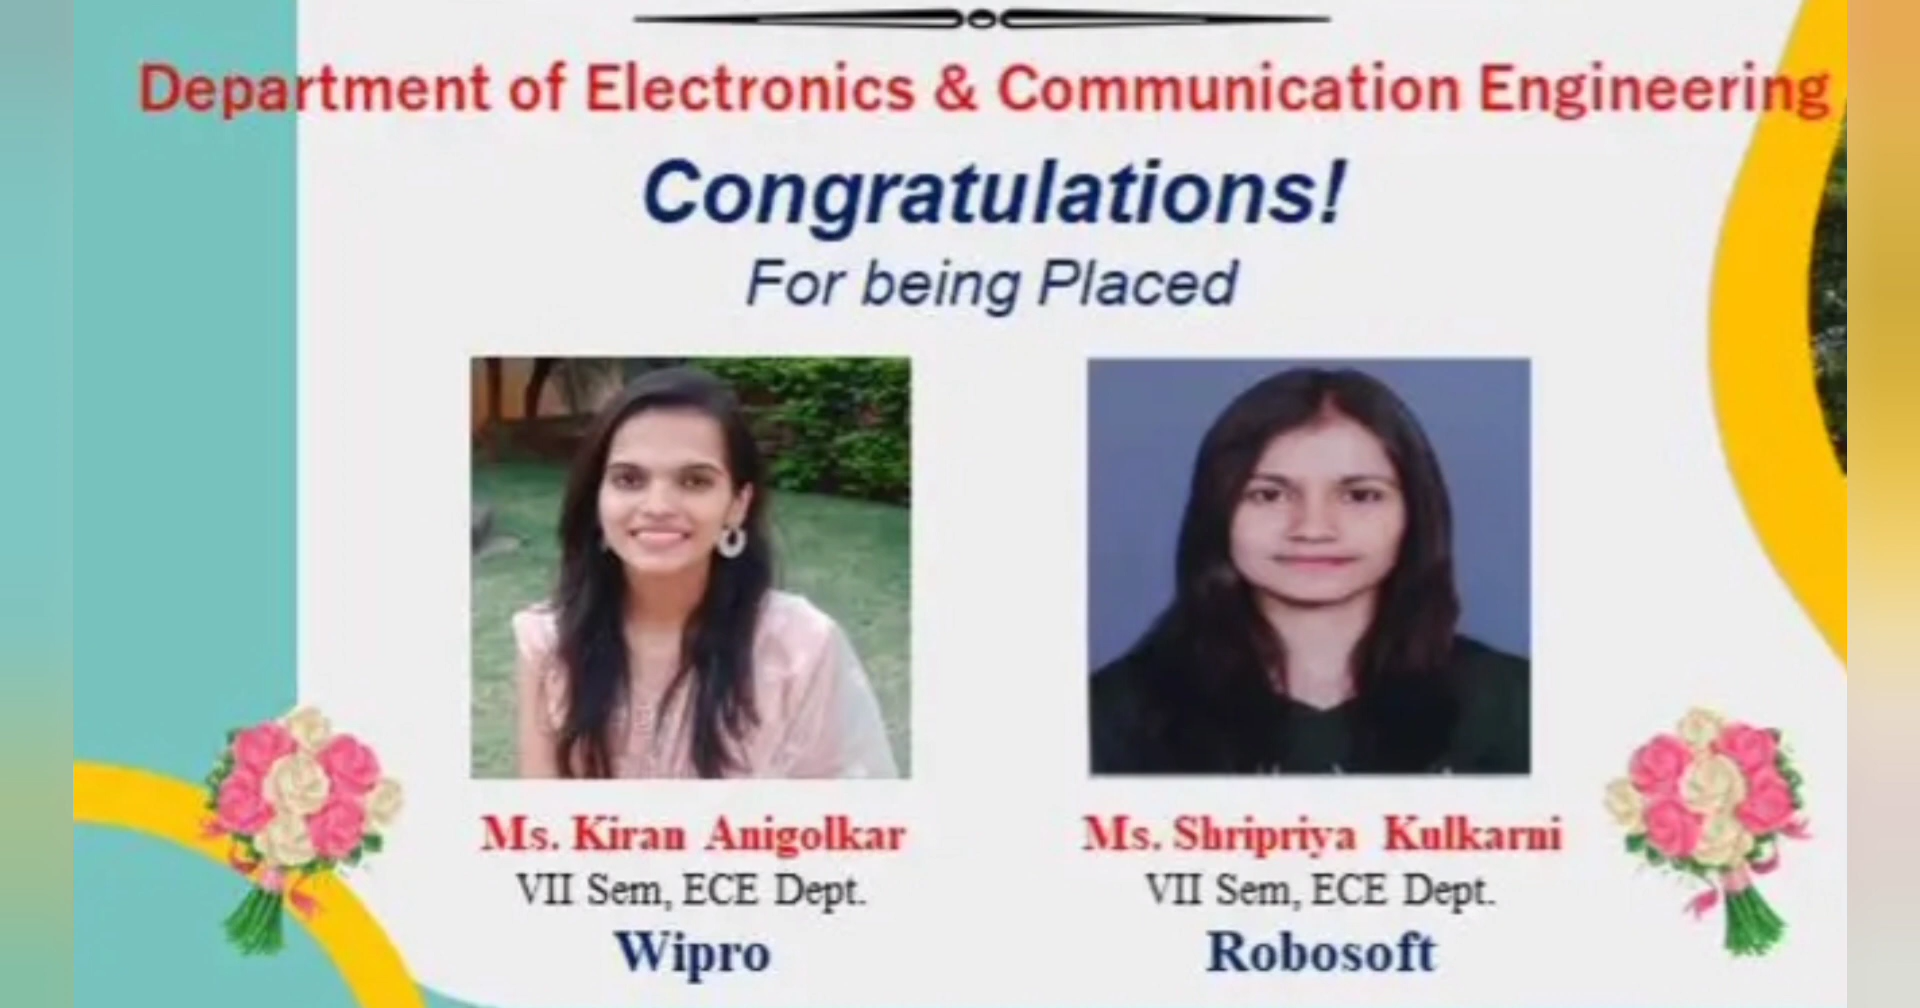 Department of Electronics & Communication Engineering
Congratulations!
For being Placed
Ms. Kiran Anigolkar
VII Sem, ECE Dept.
Wipro
Ms. Shripriya Kulkarni
VII Sem, ECE Dept.
Robosoft